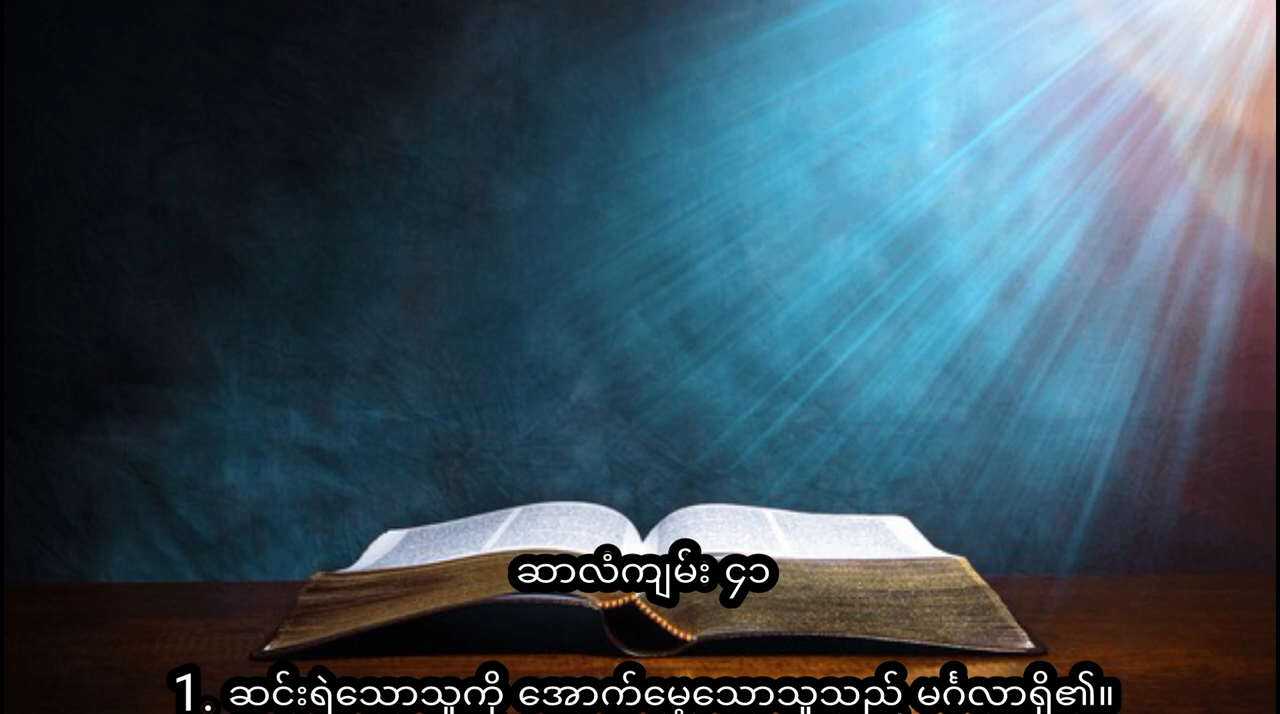 ဆာလံကျမ်း ၄၁
1. ဆင်းရဲသောသူကို အောက်မေ့သောသူသည် မင်္ဂလာရှိ၏။